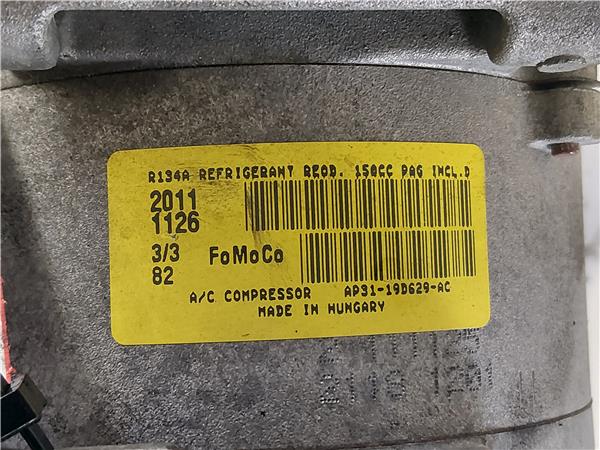 R134A REFRIGERANT REQD. 150CC PAG INCL.D
2011
1126
3/3 FoMoCo
82
A/C COMPRESSOR AP31-19D629-AC
MADE IN HUNGARY